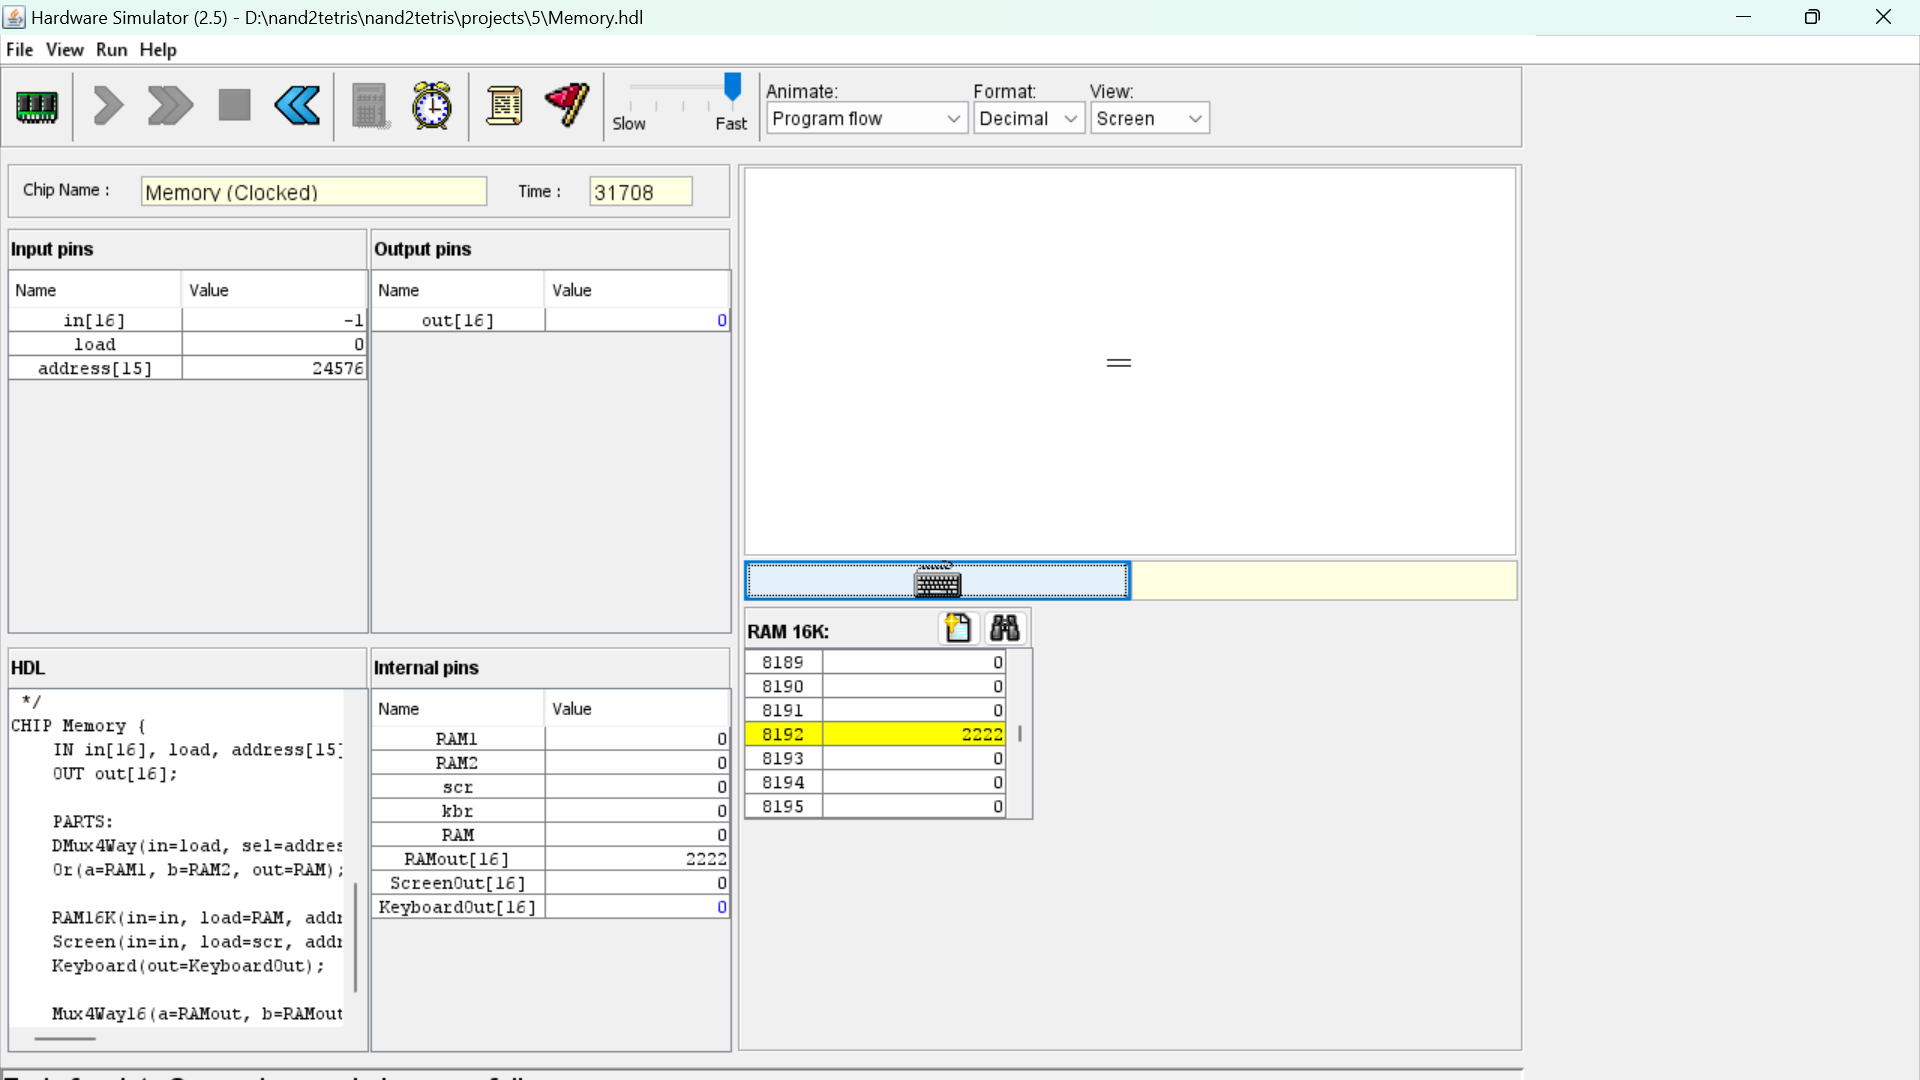 Hardware Simulator (2.5) - D:\nand2tetris\nand2tetris\projects\5\Memory.hdl
File View Run Help
Slow Fast
Animate:
Program flow
Format:
Decimal
View:
Screen
Chip Name :
Memory (Clocked)
Time :
31708
Input pins
Name Value
in[16] -1
load 0
address[15] 24576
Output pins
Name Value
out[16] 0
HDL
*/
CHIP Memory {
IN in[16], load, address[15]
OUT out[16];
PARTS:
DMux4Way(in=load, sel=addres
Or(a=RAM1, b=RAM2, out=RAM);
RAM16K(in=in, load=RAM, addr
Screen(in=in, load=scr, addr
Keyboard(out=KeyboardOut);
Mux4Way16(a=RAMout, b=RAMout
Internal pins
Name Value
RAM1 0
RAM2 0
scr 0
kbr 0
RAM 0
RAMout[16] 2222
ScreenOut[16] 0
KeyboardOut[16] 0
RAM 16K:
8189 0
8190 0
8191 0
8192 2222
8193 0
8194 0
8195 0